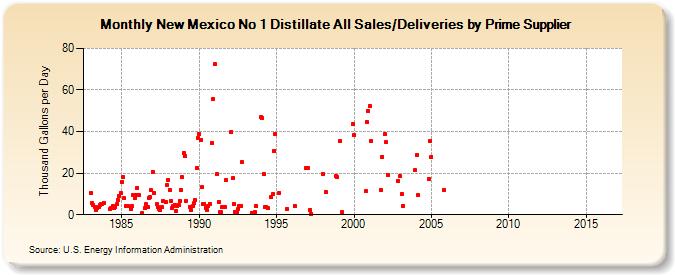 Monthly New Mexico No 1 Distillate All Sales/Deliveries by Prime Supplier
Thousand Gallons per Day
80
60
40
20
0
1985 1990 1995 2000 2005 2010 2015
Source: U.S. Energy Information Administration